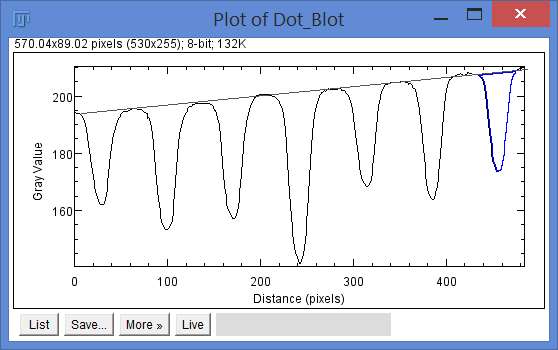 Plot of Dot_Blot
570.04x89.02 pixels (530x255); 8-bit; 132K
200
180
160
Gray Value
0 100 200 300 400
Distance (pixels)
List Save... More » Live